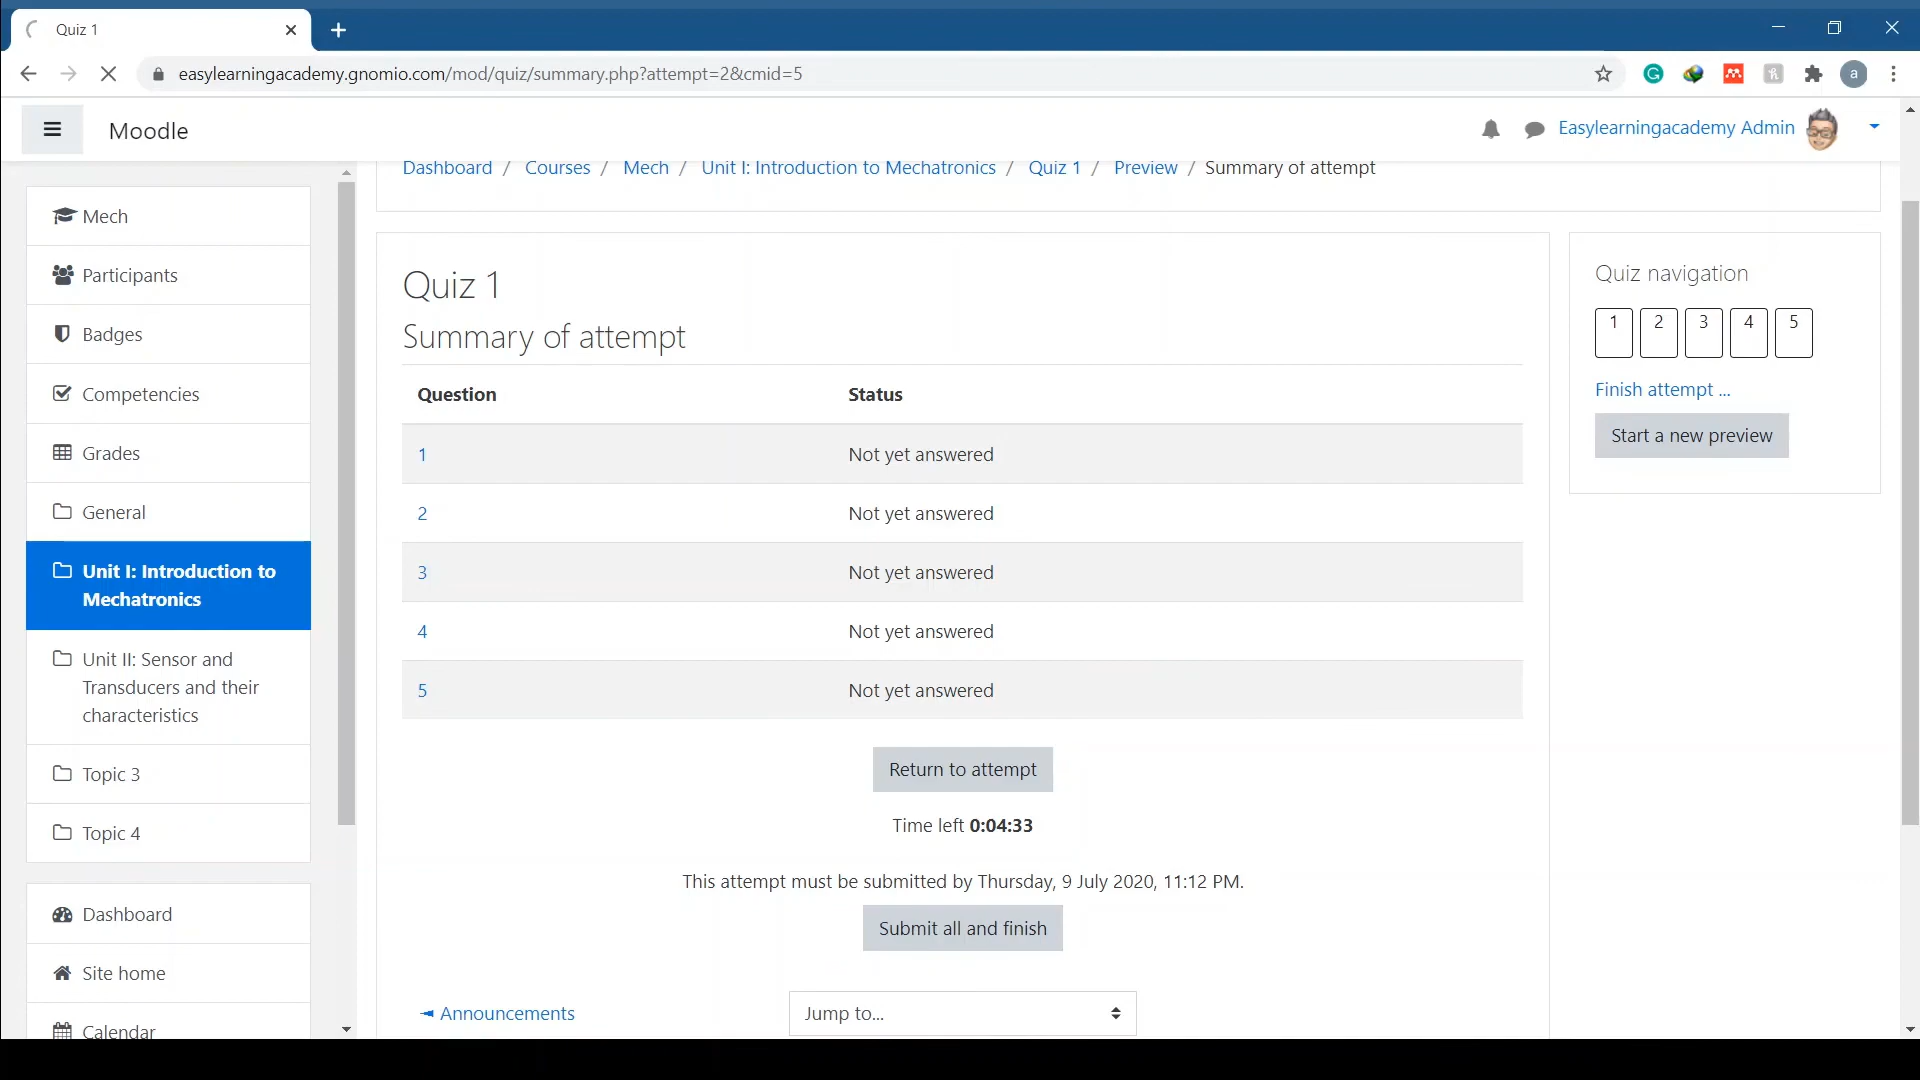 Quiz 1
easylearningacademy.gnomio.com/mod/quiz/summary.php?attempt=2&cmid=5
a
Moodle
Easylearningacademy Admin
Dashboard / Courses / Mech / Unit I: Introduction to Mechatronics / Quiz 1 / Preview / Summary of attempt
Mech
Participants
Badges
Competencies
Grades
General
Unit I: Introduction to
Mechatronics
Unit II: Sensor and
Transducers and their
characteristics
Topic 3
Topic 4
Dashboard
Site home
Calendar
Quiz 1
Summary of attempt
Question Status
1 Not yet answered
2 Not yet answered
3 Not yet answered
4 Not yet answered
5 Not yet answered
Return to attempt
Time left 0:04:33
This attempt must be submitted by Thursday, 9 July 2020, 11:12 PM.
Submit all and finish
Announcements
Jump to...
Quiz navigation
1 2 3 4 5
Finish attempt ...
Start a new preview